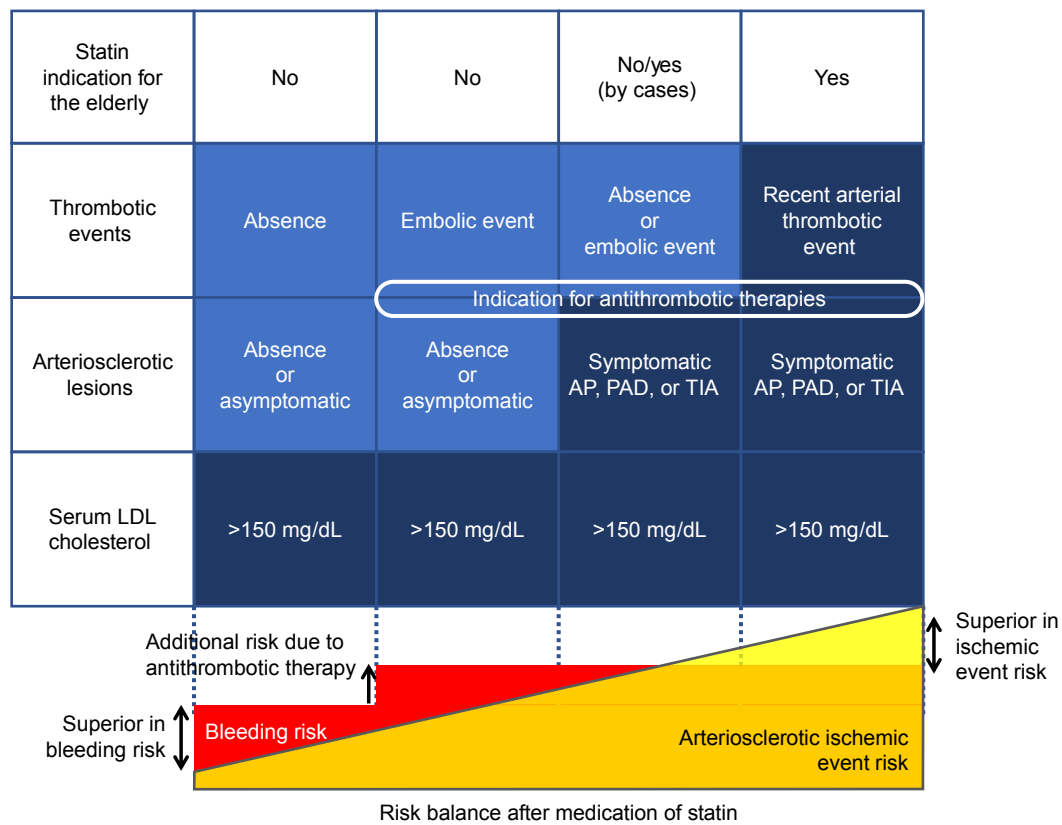 Statin
indication for
the elderly
No
No
No/yes
(by cases)
Yes
Thrombotic
events
Absence
Embolic event
Absence
or
embolic event
Recent arterial
thrombotic
event
Indication for antithrombotic therapies
Arteriosclerotic
lesions
Absence
or
asymptomatic
Absence
or
asymptomatic
Symptomatic
AP, PAD, or TIA
Symptomatic
AP, PAD, or TIA
Serum LDL
cholesterol
>150 mg/dL
>150 mg/dL
>150 mg/dL
>150 mg/dL
Additional risk due to
antithrombotic therapy
Superior in
ischemic
event risk
Superior in
bleeding risk
Bleeding risk
Arteriosclerotic ischemic
event risk
Risk balance after medication of statin